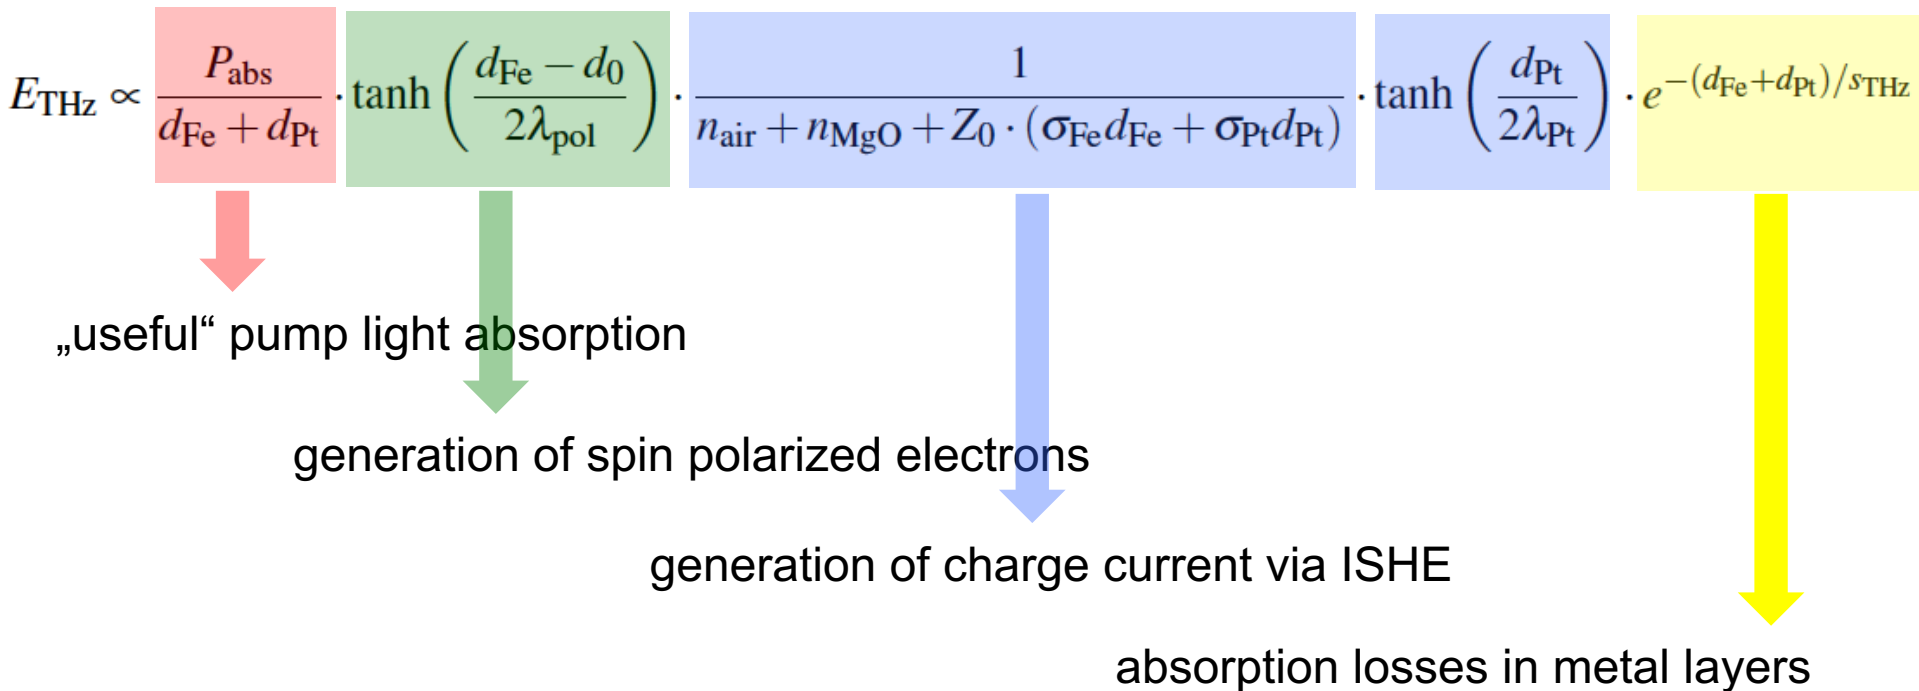 E_THz ∝ P_abs / (d_Fe + d_Pt) · tanh( (d_Fe − d_0) / (2λ_pol) ) · 1 / (n_air + n_MgO + Z_0 · (σ_Fe d_Fe + σ_Pt d_Pt)) · tanh( d_Pt / (2λ_Pt) ) · e^{−(d_Fe+d_Pt)/s_THz}
„useful“ pump light absorption
generation of spin polarized electrons
generation of charge current via ISHE
absorption losses in metal layers